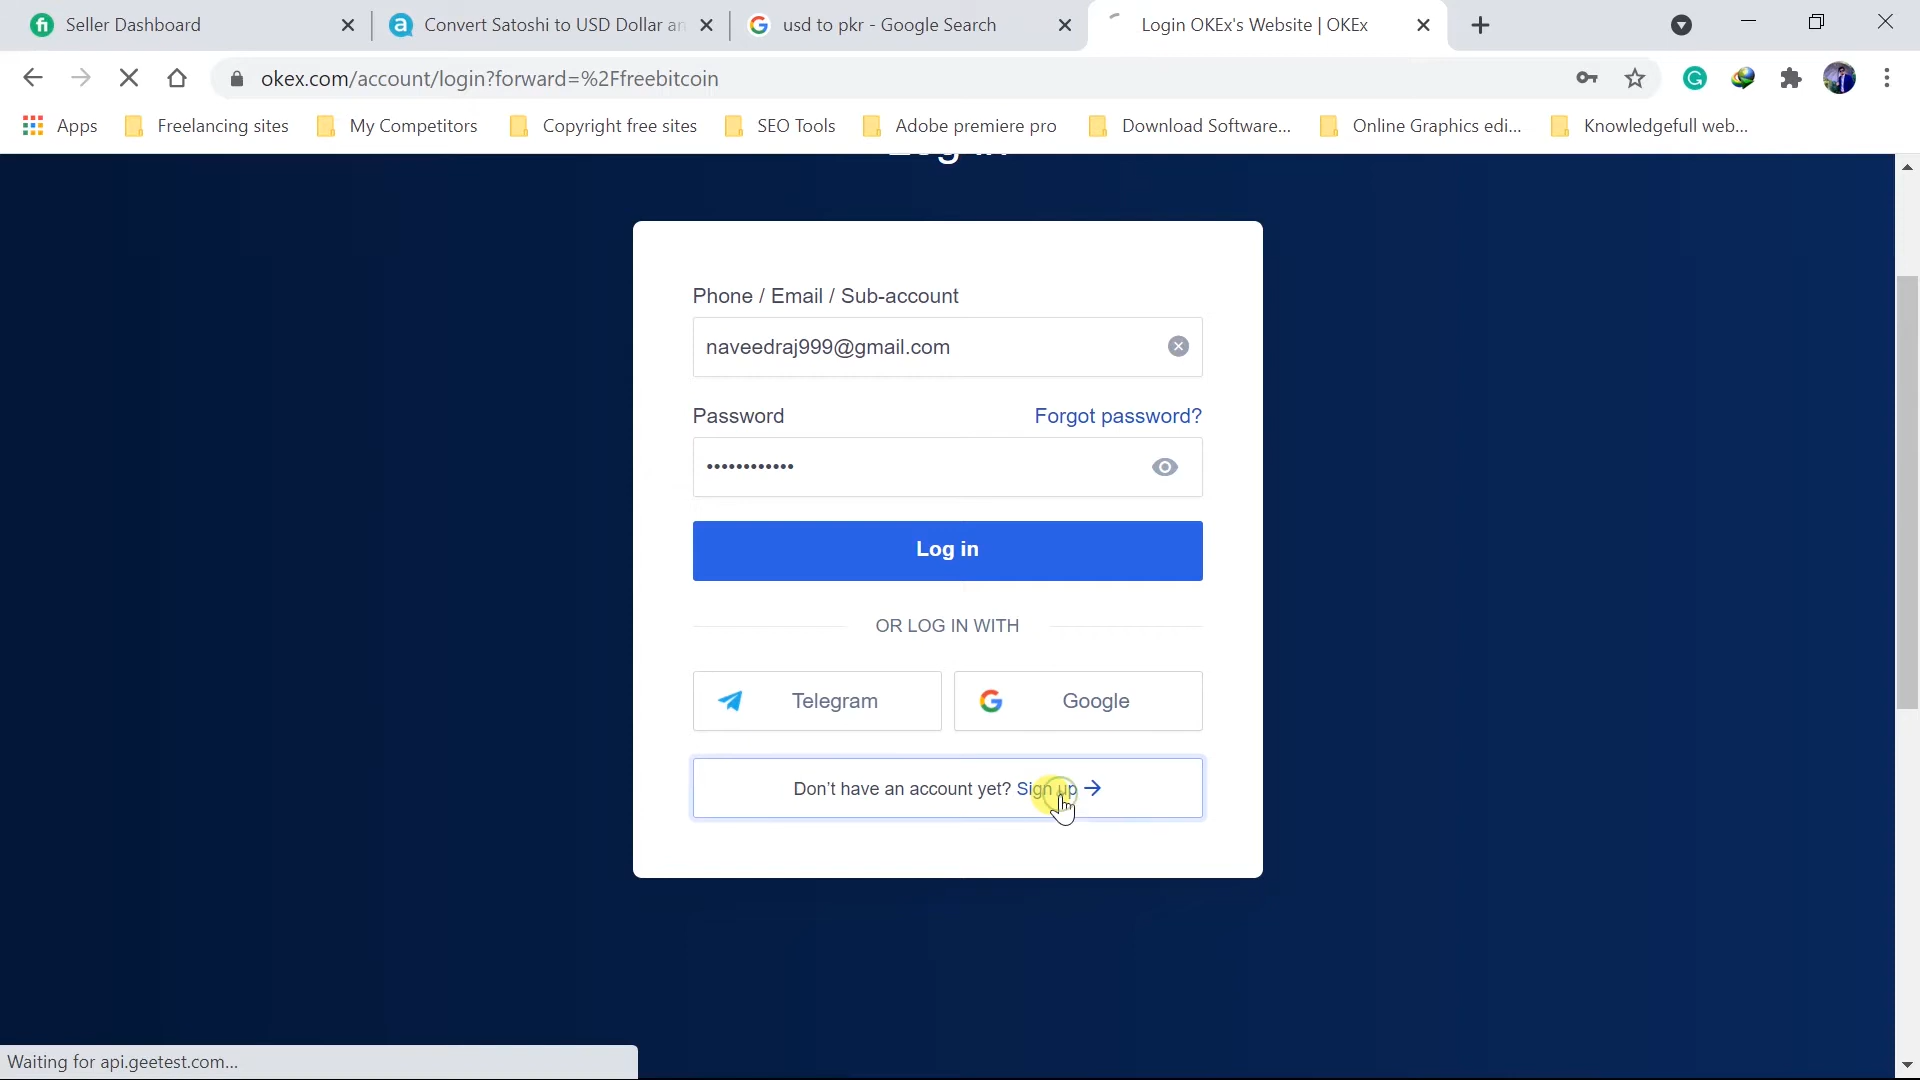 Seller Dashboard
Convert Satoshi to USD Dollar an
usd to pkr - Google Search
Login OKEx's Website | OKEx
okex.com/account/login?forward=%2Ffreebitcoin
Apps
Freelancing sites
My Competitors
Copyright free sites
SEO Tools
Adobe premiere pro
Download Software...
Online Graphics edi...
Knowledgefull web...
Log in
Phone / Email / Sub-account
naveedraj999@gmail.com
Password
Forgot password?
••••••••••••
Log in
OR LOG IN WITH
Telegram
Google
Don't have an account yet? Sign up →
Waiting for api.geetest.com...